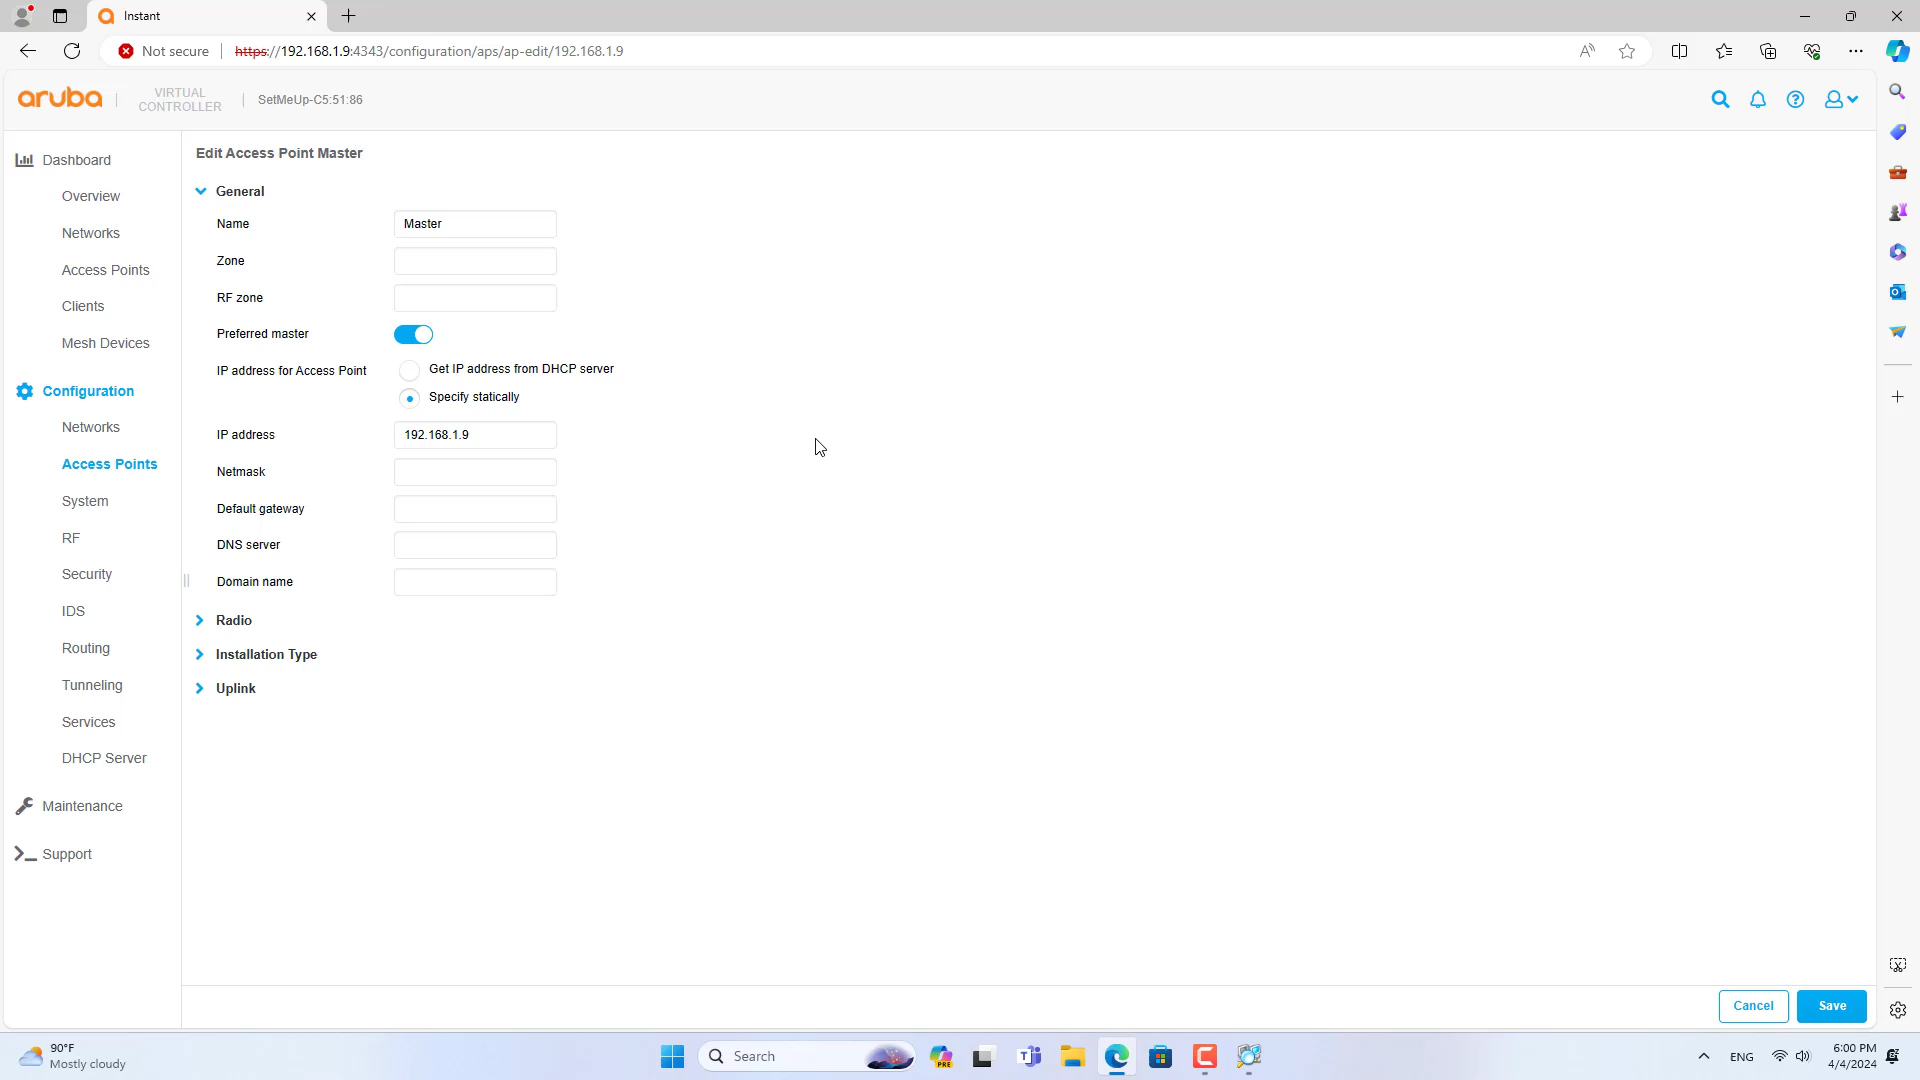 Instant
Not secure
https://192.168.1.9:4343/configuration/aps/ap-edit/192.168.1.9
aruba
VIRTUAL
CONTROLLER
SetMeUp-C5:51:86
Dashboard
Overview
Networks
Access Points
Clients
Mesh Devices
Configuration
Networks
Access Points
System
RF
Security
IDS
Routing
Tunneling
Services
DHCP Server
Maintenance
Support
Edit Access Point Master
General
Name
Master
Zone
RF zone
Preferred master
IP address for Access Point
Get IP address from DHCP server
Specify statically
IP address
192.168.1.9
Netmask
Default gateway
DNS server
Domain name
Radio
Installation Type
Uplink
Cancel
Save
90°F
Mostly cloudy
Search
PRE
ENG
6:00 PM
4/4/2024